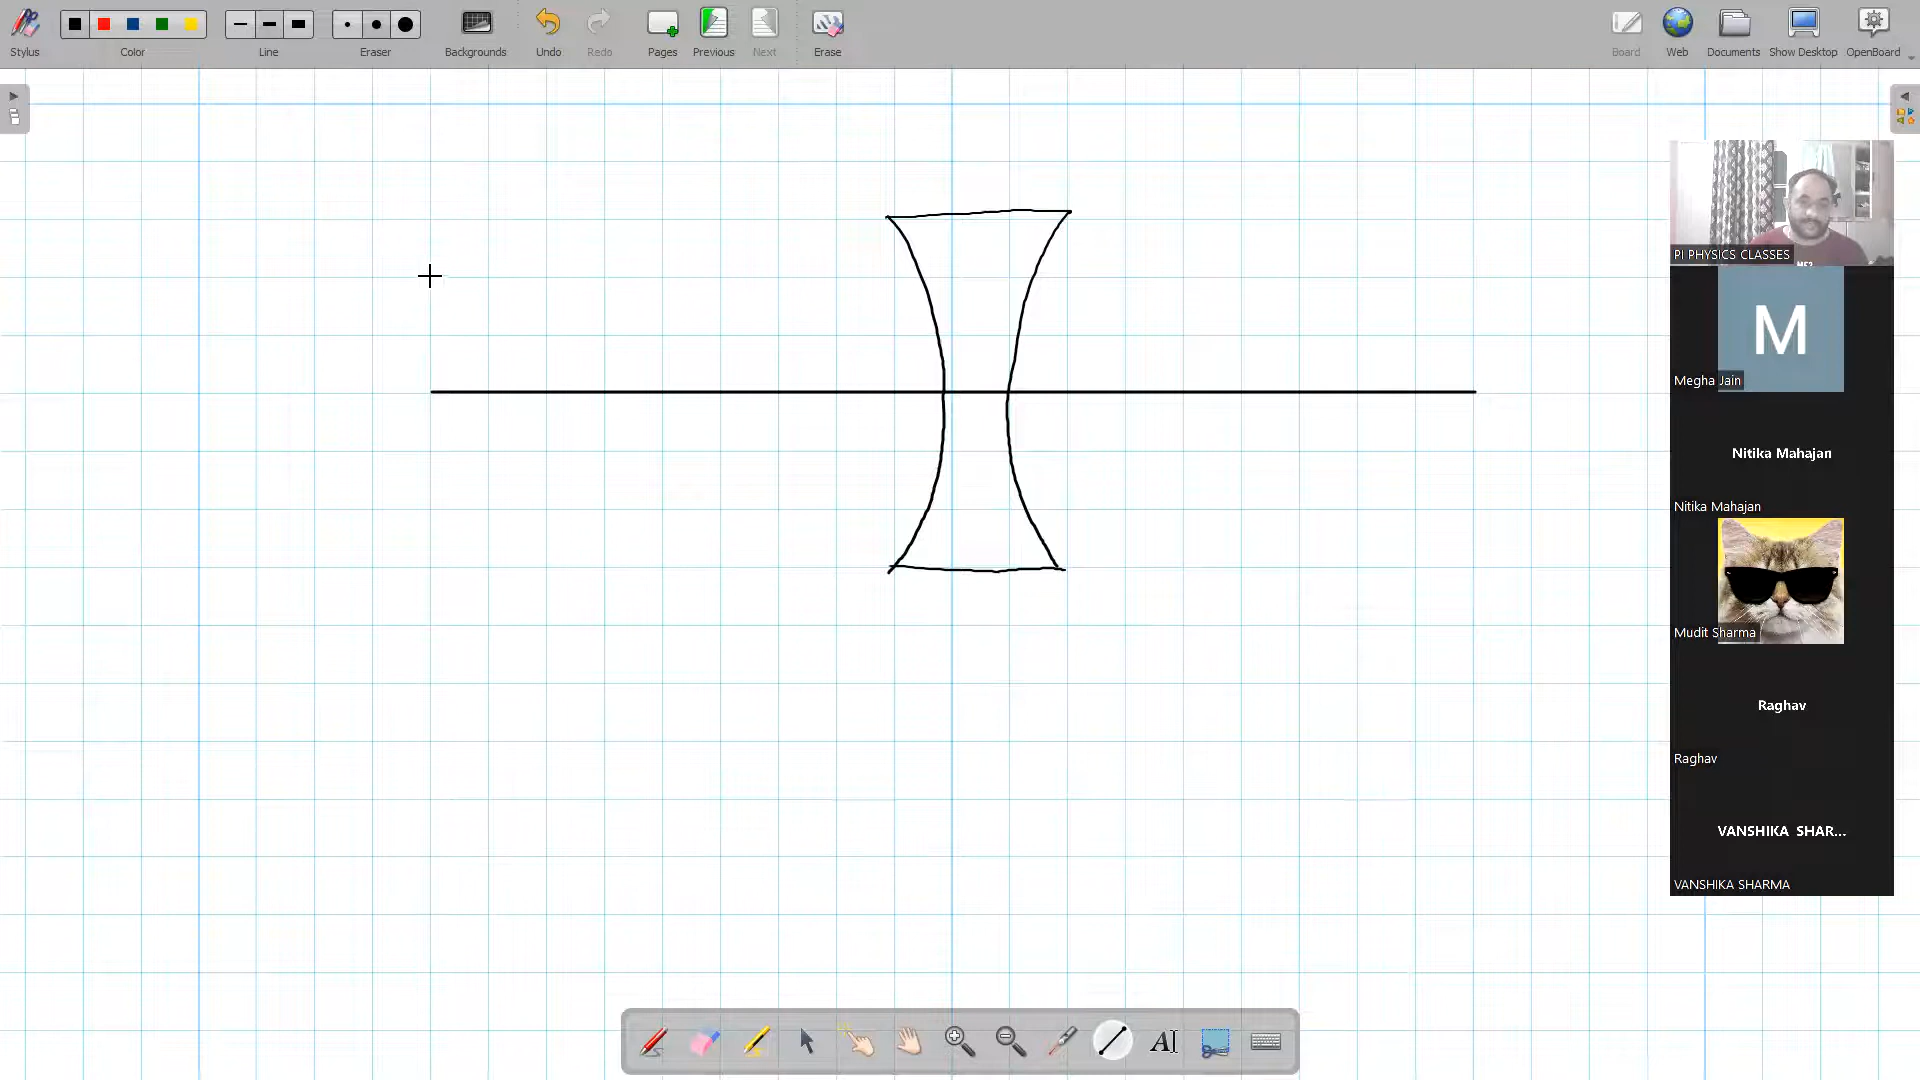 Stylus
Color
Line
Eraser
Backgrounds
Undo
Redo
Pages
Previous
Next
Erase
Board
Web
Documents
Show Desktop
OpenBoard
PI PHYSICS CLASSES
M
Megha Jain
Nitika Mahajan
Nitika Mahajan
Mudit Sharma
Raghav
Raghav
VANSHIKA SHAR...
VANSHIKA SHARMA